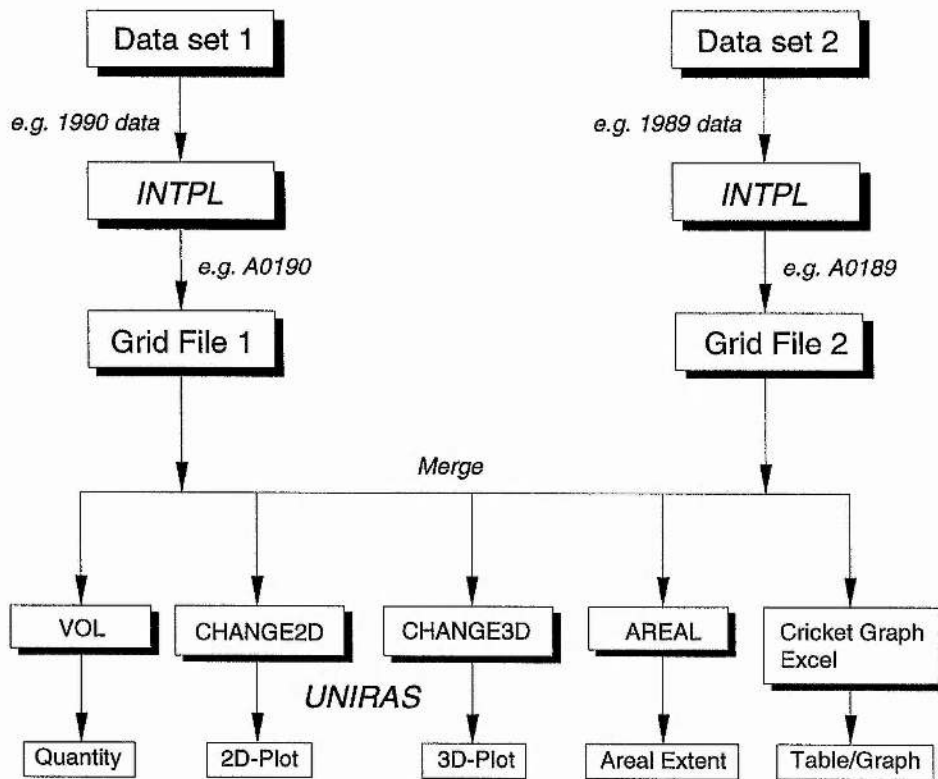 Data set 1
Data set 2
e.g. 1990 data
e.g. 1989 data
INTPL
INTPL
e.g. A0190
e.g. A0189
Grid File 1
Grid File 2
Merge
VOL
CHANGE2D
CHANGE3D
AREAL
Cricket Graph
Excel
UNIRAS
Quantity
2D-Plot
3D-Plot
Areal Extent
Table/Graph